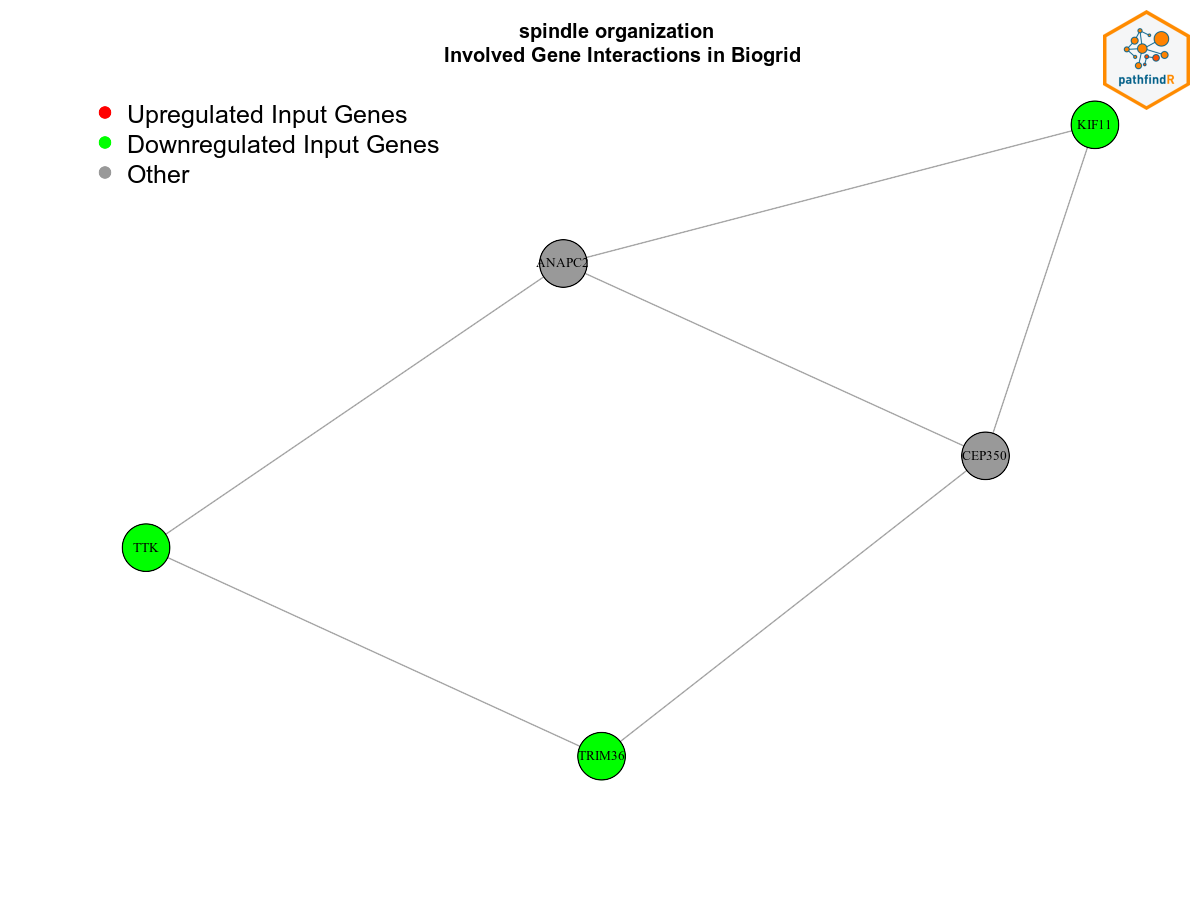 spindle organization
Involved Gene Interactions in Biogrid
pathfindR
Upregulated Input Genes
Downregulated Input Genes
Other
KIF11
ANAPC2
CEP350
TTK
TRIM36